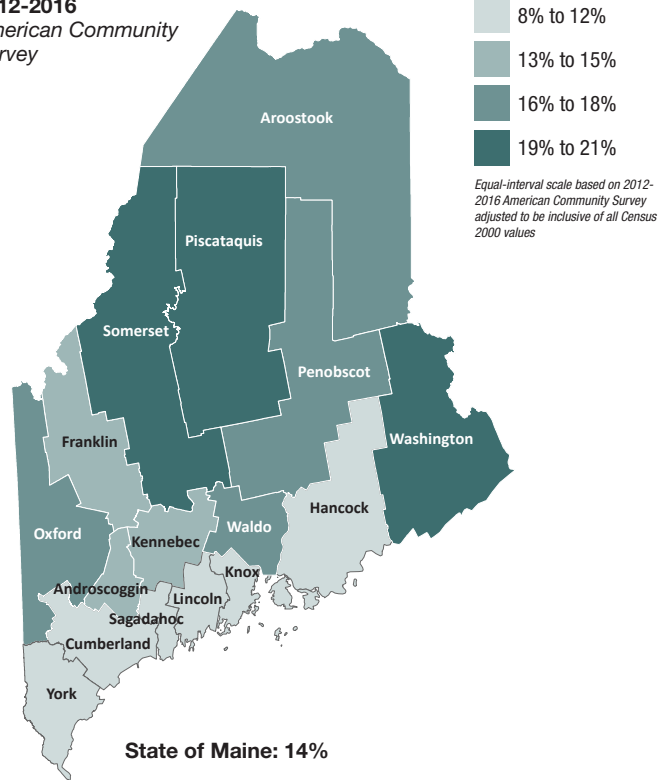 12-2016
merican Community
rvey
8% to 12%
13% to 15%
16% to 18%
19% to 21%
Equal-interval scale based on 2012-
2016 American Community Survey
adjusted to be inclusive of all Census
2000 values
Aroostook
Piscataquis
Somerset
Penobscot
Washington
Franklin
Hancock
Oxford
Waldo
Kennebec
Knox
Androscoggin
Lincoln
Sagadahoc
Cumberland
York
State of Maine: 14%